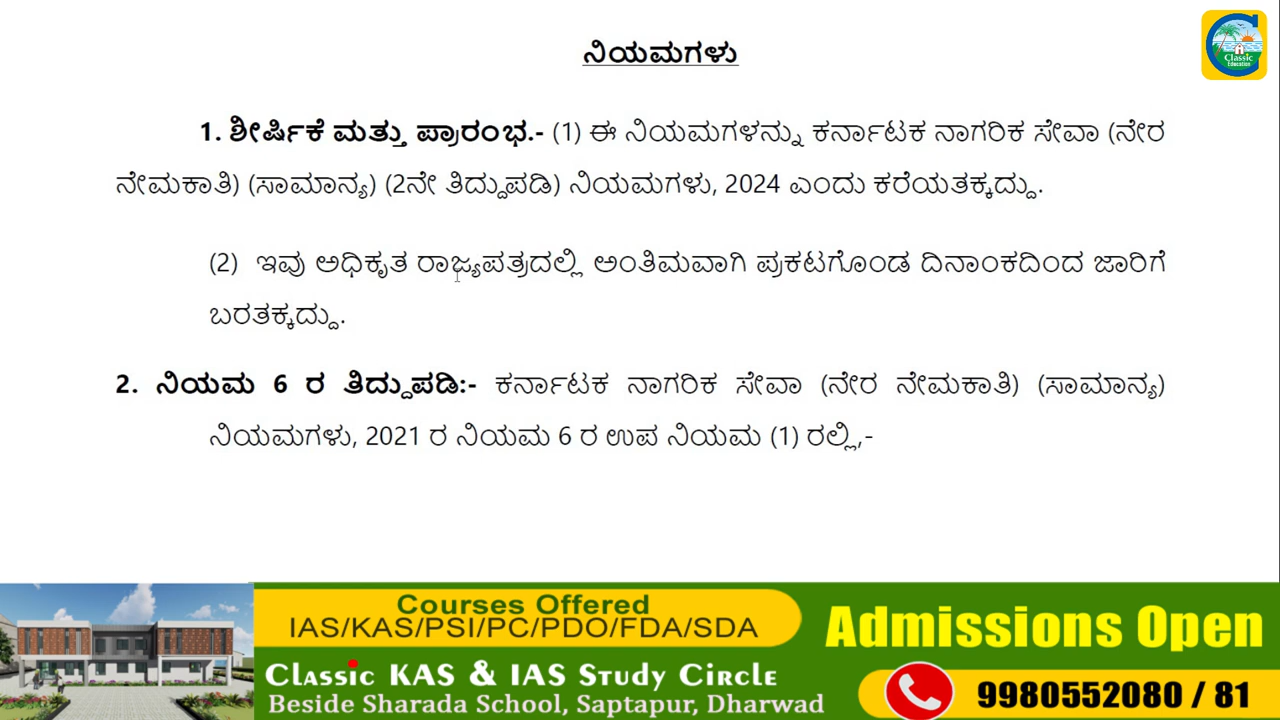 ನಿಯಮಗಳು
Classic
Education
1. ಶೀರ್ಷಿಕೆ ಮತ್ತು ಪ್ರಾರಂಭ.- (1) ಈ ನಿಯಮಗಳನ್ನು ಕರ್ನಾಟಕ ನಾಗರಿಕ ಸೇವಾ (ನೇರ
ನೇಮಕಾತಿ) (ಸಾಮಾನ್ಯ) (2ನೇ ತಿದ್ದುಪಡಿ) ನಿಯಮಗಳು, 2024 ಎಂದು ಕರೆಯತಕ್ಕದ್ದು.
(2) ಇವು ಅಧಿಕೃತ ರಾಜ್ಯಪತ್ರದಲ್ಲಿ ಅಂತಿಮವಾಗಿ ಪ್ರಕಟಗೊಂಡ ದಿನಾಂಕದಿಂದ ಜಾರಿಗೆ
ಬರತಕ್ಕದ್ದು.
2. ನಿಯಮ 6 ರ ತಿದ್ದುಪಡಿ:- ಕರ್ನಾಟಕ ನಾಗರಿಕ ಸೇವಾ (ನೇರ ನೇಮಕಾತಿ) (ಸಾಮಾನ್ಯ)
ನಿಯಮಗಳು, 2021 ರ ನಿಯಮ 6 ರ ಉಪ ನಿಯಮ (1) ರಲ್ಲಿ,-
Courses Offered
IAS/KAS/PSI/PC/PDO/FDA/SDA
Classic KAS & IAS Study Circle
Beside Sharada School, Saptapur, Dharwad
Admissions Open
9980552080 / 81